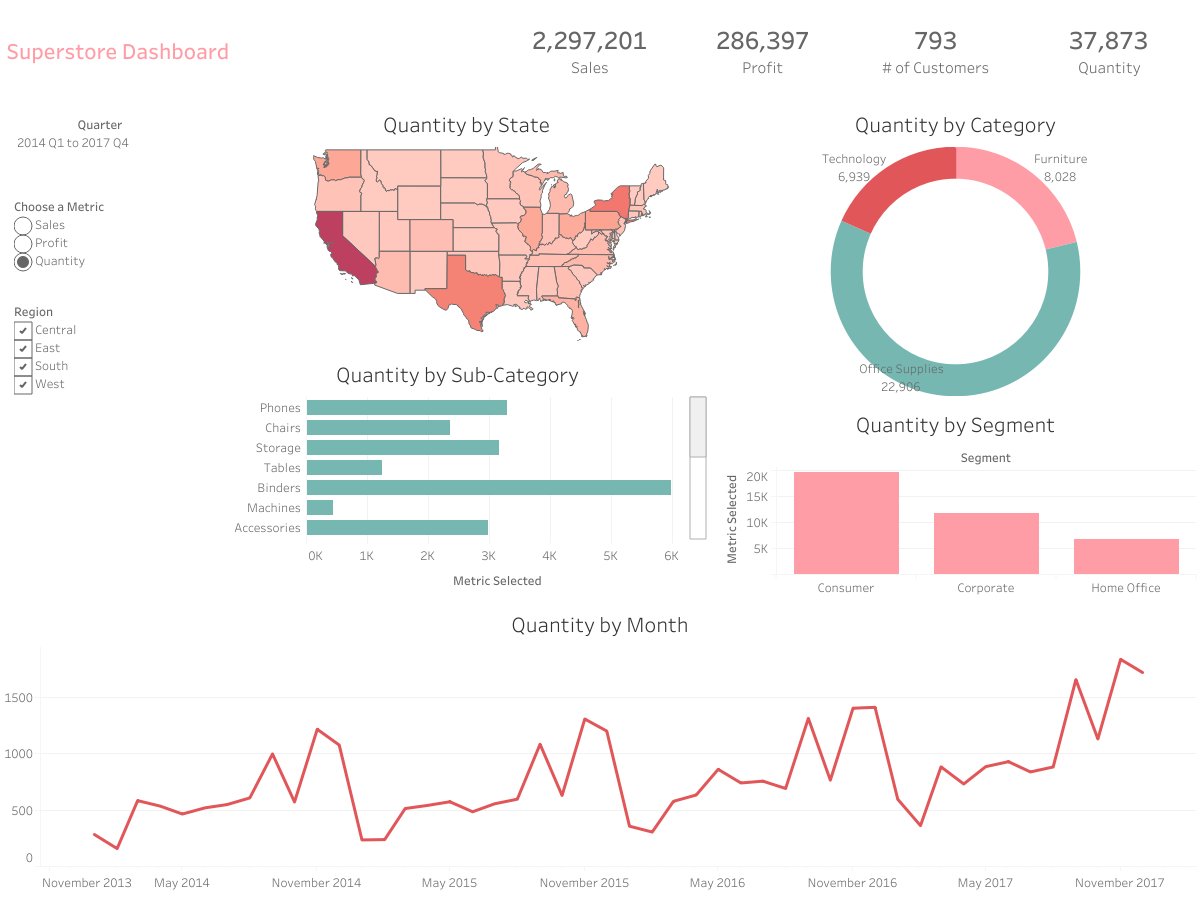 Superstore Dashboard
2,297,201
Sales
286,397
Profit
793
# of Customers
37,873
Quantity
Quarter
2014 Q1 to 2017 Q4
Choose a Metric
Sales
Profit
Quantity
Region
Central
East
South
West
Quantity by State
Quantity by Category
Technology
6,939
Furniture
8,028
Office Supplies
22,906
Quantity by Sub-Category
Phones
Chairs
Storage
Tables
Binders
Machines
Accessories
0K 1K 2K 3K 4K 5K 6K
Metric Selected
Quantity by Segment
Segment
Metric Selected
20K
15K
10K
5K
Consumer Corporate Home Office
Quantity by Month
1500
1000
500
0
November 2013 May 2014 November 2014 May 2015 November 2015 May 2016 November 2016 May 2017 November 2017